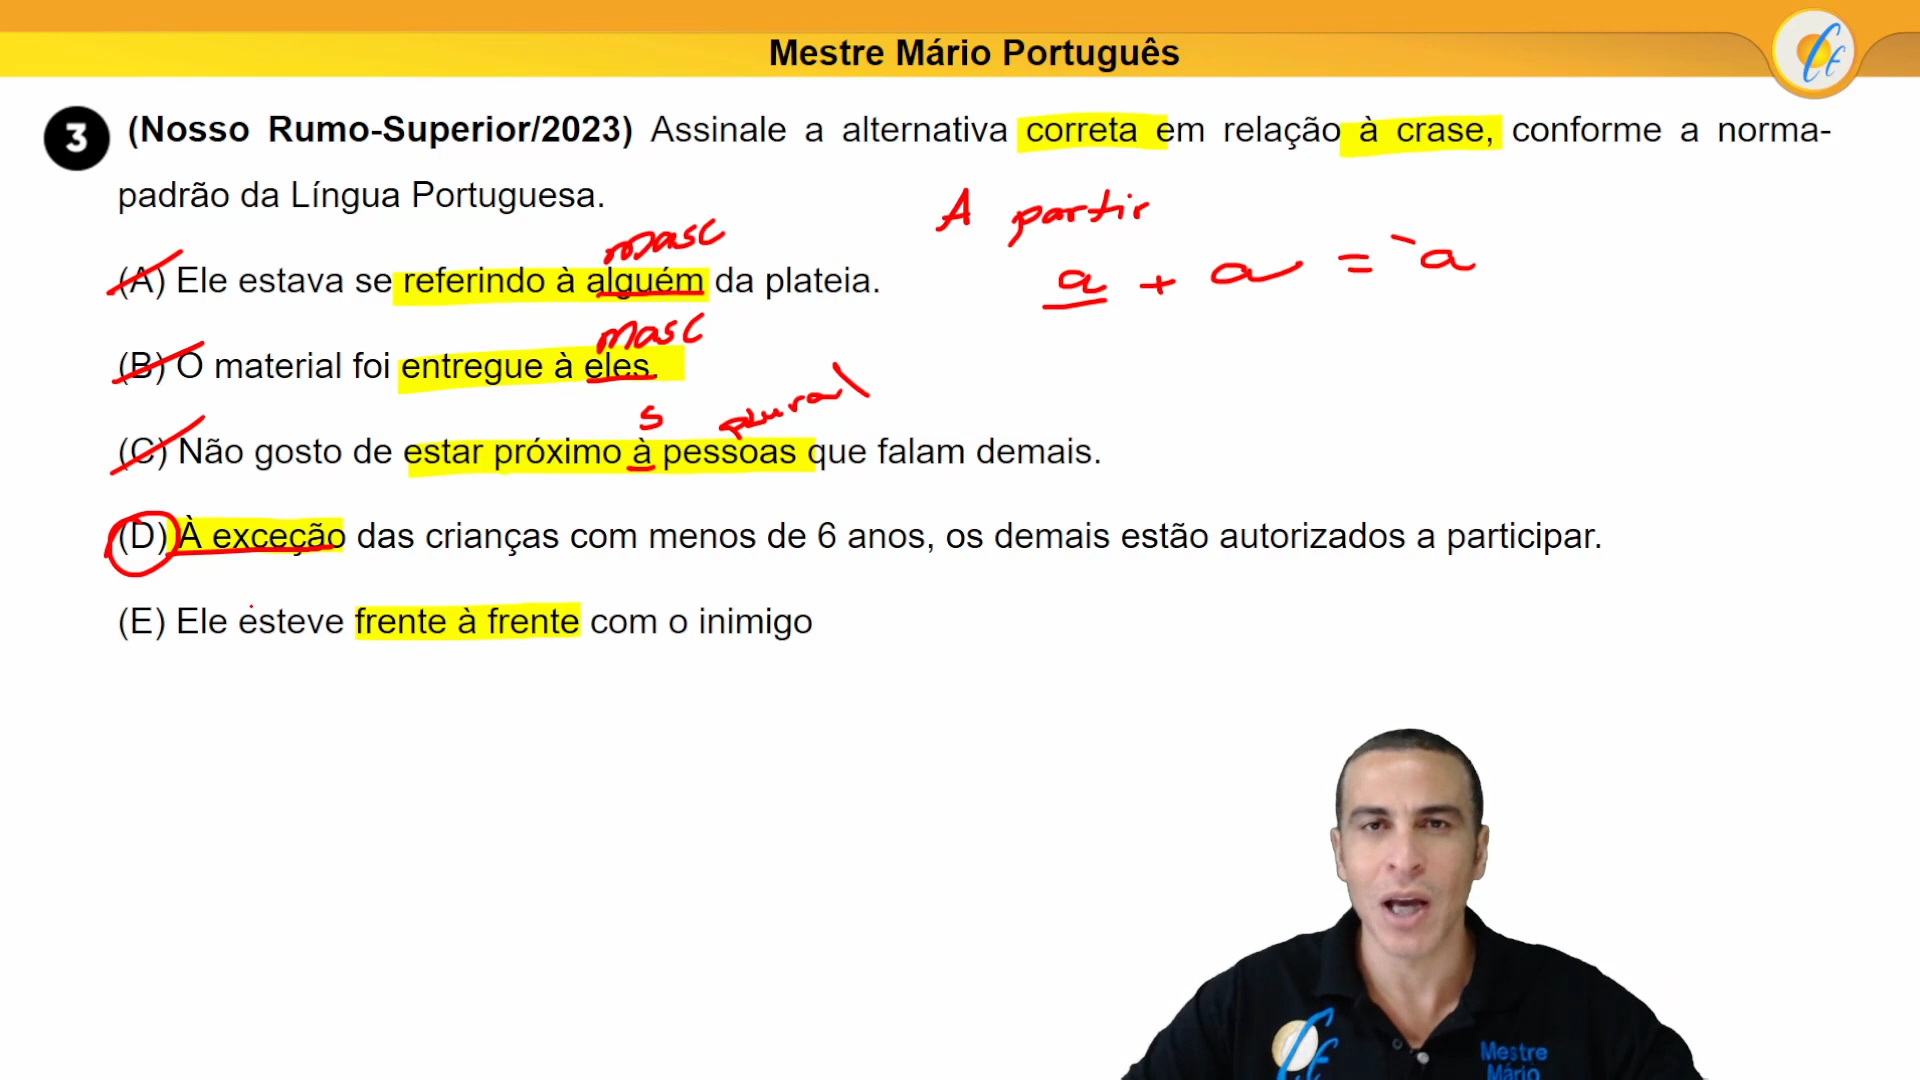 Mestre Mário Português
3 (Nosso Rumo-Superior/2023) Assinale a alternativa correta em relação à crase, conforme a norma-
padrão da Língua Portuguesa.
A partir
masc
(A) Ele estava se referindo à alguém da plateia.
a + a = à
masc
(B) O material foi entregue à eles.
s plural
(C) Não gosto de estar próximo à pessoas que falam demais.
(D) À exceção das crianças com menos de 6 anos, os demais estão autorizados a participar.
(E) Ele esteve frente à frente com o inimigo
Mestre
Mário